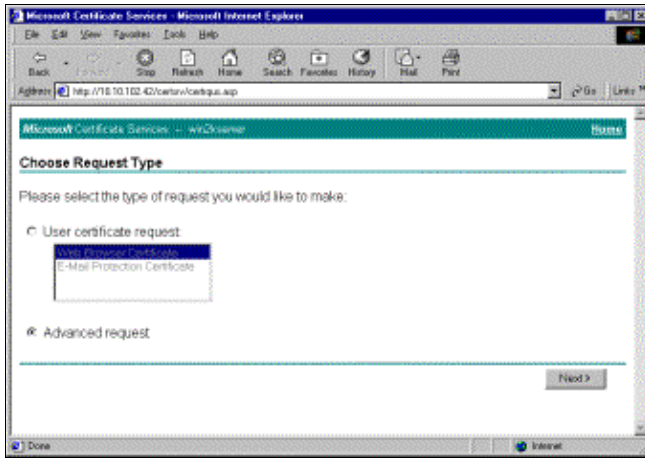 Microsoft Certificate Services - Microsoft Internet Explorer
File Edit View Favorites Tools Help
Back Stop Refresh Home Search Favorites History Mail Print
Address http://10.10.102.42/certsrv/certrqus.asp Go Links
Microsoft Certificate Services -- win2kserver Home
Choose Request Type
Please select the type of request you would like to make:
User certificate request
Web Browser Certificate
E-Mail Protection Certificate
Advanced request
Next >
Done Internet